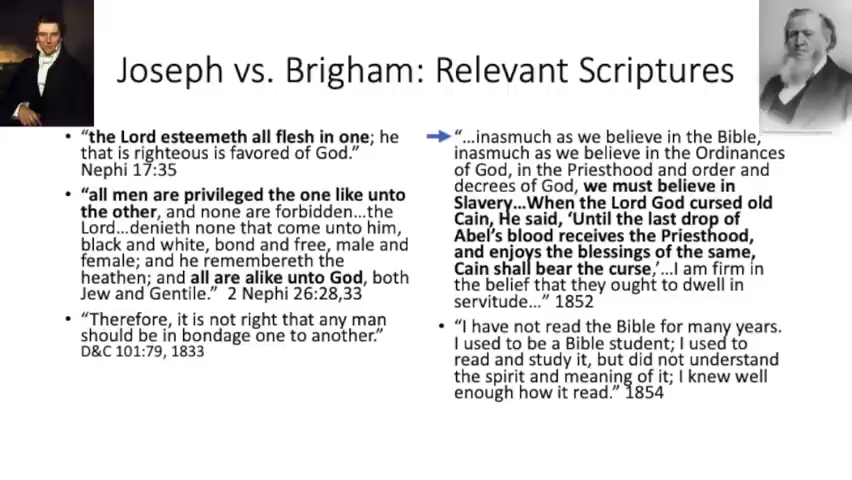 Joseph vs. Brigham: Relevant Scriptures
• “the Lord esteemeth all flesh in one; he
that is righteous is favored of God.”
Nephi 17:35
• “all men are privileged the one like unto
the other, and none are forbidden…the
Lord…denieth none that come unto him,
black and white, bond and free, male and
female; and he remembereth the
heathen; and all are alike unto God, both
Jew and Gentile.” 2 Nephi 26:28,33
• “Therefore, it is not right that any man
should be in bondage one to another.”
D&C 101:79, 1833
“…inasmuch as we believe in the Bible,
inasmuch as we believe in the Ordinances
of God, in the Priesthood and order and
decrees of God, we must believe in
Slavery…When the Lord God cursed old
Cain, He said, ‘Until the last drop of
Abel’s blood receives the Priesthood,
and enjoys the blessings of the same,
Cain shall bear the curse,’…I am firm in
the belief that they ought to dwell in
servitude…” 1852
• “I have not read the Bible for many years.
I used to be a Bible student; I used to
read and study it, but did not understand
the spirit and meaning of it; I knew well
enough how it read.” 1854